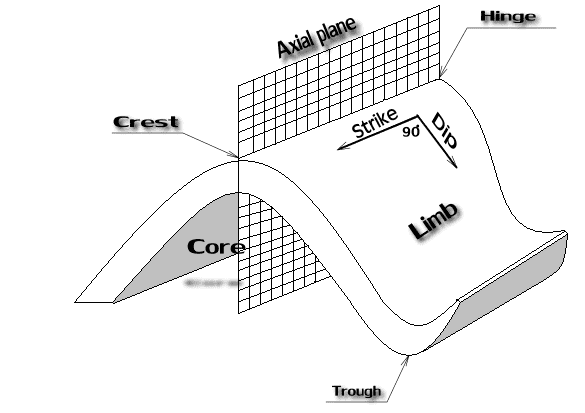 Hinge
Axial plane
Crest
Strike
90
Dip
Limb
Core
Trough